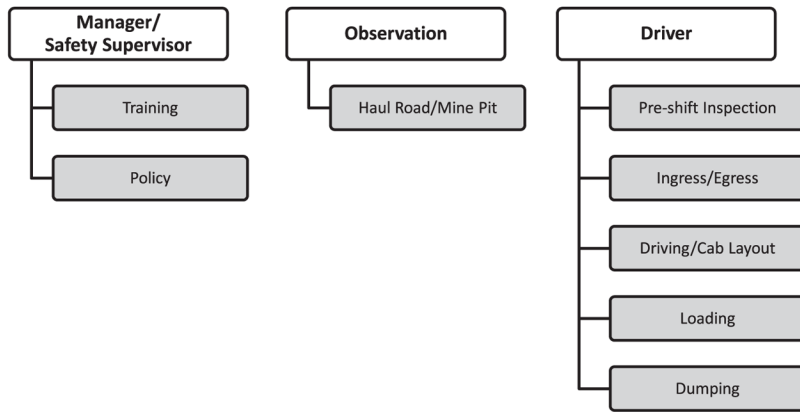 Manager/
Safety Supervisor
Training
Policy
Observation
Haul Road/Mine Pit
Driver
Pre-shift Inspection
Ingress/Egress
Driving/Cab Layout
Loading
Dumping